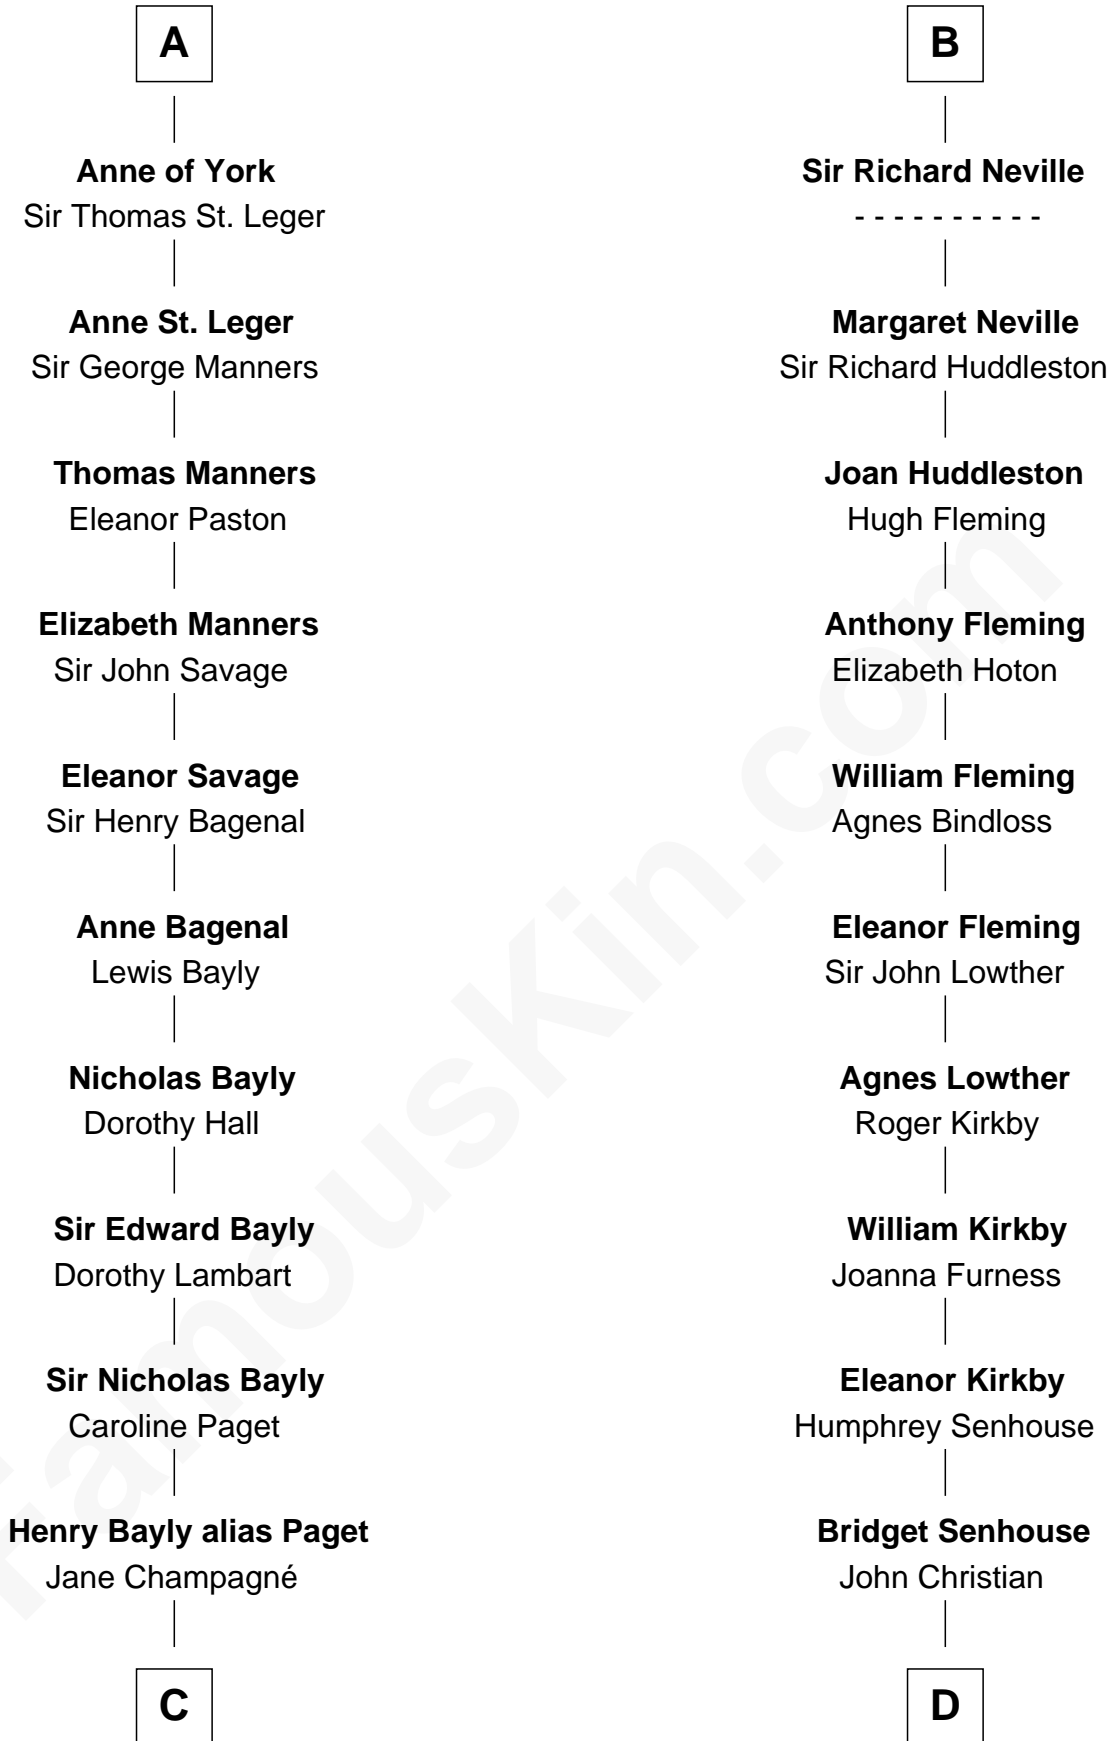 A
Anne of York
Sir Thomas St. Leger
Anne St. Leger
Sir George Manners
Thomas Manners
Eleanor Paston
Elizabeth Manners
Sir John Savage
Eleanor Savage
Sir Henry Bagenal
Anne Bagenal
Lewis Bayly
Nicholas Bayly
Dorothy Hall
Sir Edward Bayly
Dorothy Lambart
Sir Nicholas Bayly
Caroline Paget
Henry Bayly alias Paget
Jane Champagné
C
B
Sir Richard Neville
- - - - - - - - - -
Margaret Neville
Sir Richard Huddleston
Joan Huddleston
Hugh Fleming
Anthony Fleming
Elizabeth Hoton
William Fleming
Agnes Bindloss
Eleanor Fleming
Sir John Lowther
Agnes Lowther
Roger Kirkby
William Kirkby
Joanna Furness
Eleanor Kirkby
Humphrey Senhouse
Bridget Senhouse
John Christian
D
FamousKin.com